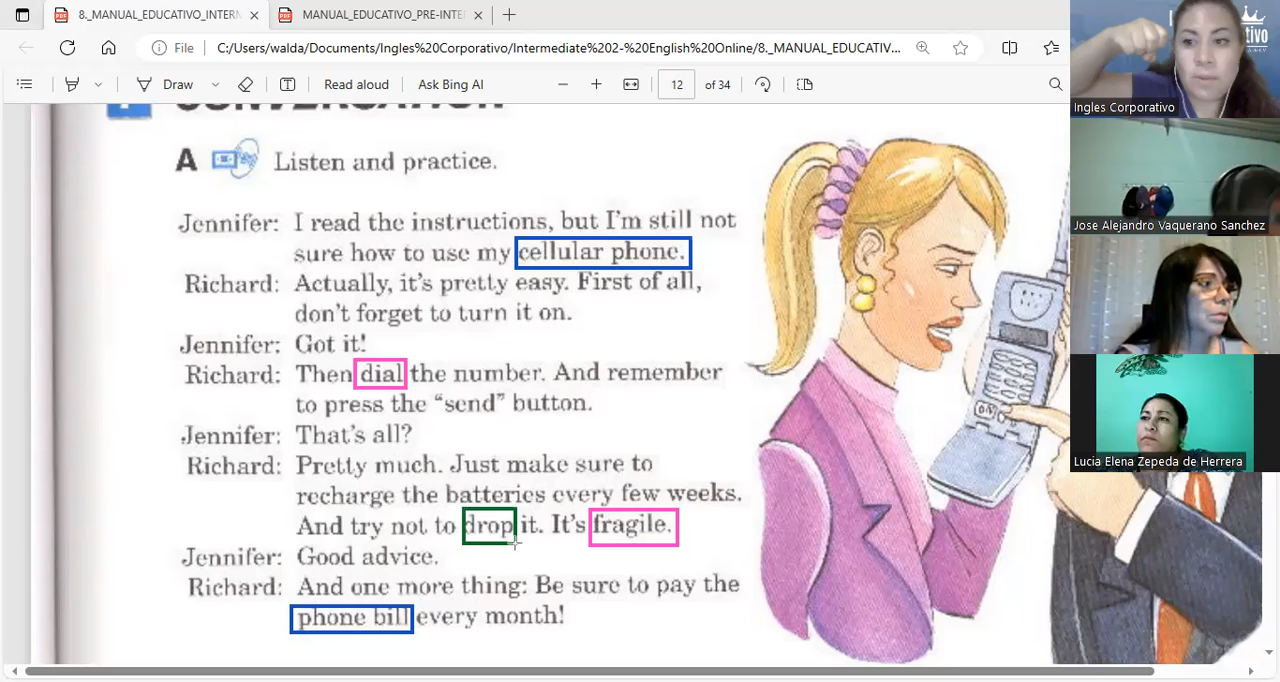 8._MANUAL_EDUCATIVO_INTERM
MANUAL_EDUCATIVO_PRE-INTE
File
C:/Users/walda/Documents/Ingles%20Corporativo/Intermediate%202-%20English%20Online/8._MANUAL_EDUCATIV...
Draw
Read aloud
Ask Bing AI
12
of 34
CONVERSATION
A Listen and practice.
Jennifer: I read the instructions, but I'm still not
sure how to use my cellular phone.
Richard: Actually, it's pretty easy. First of all,
don't forget to turn it on.
Jennifer: Got it!
Richard: Then dial the number. And remember
to press the "send" button.
Jennifer: That's all?
Richard: Pretty much. Just make sure to
recharge the batteries every few weeks.
And try not to drop it. It's fragile.
Jennifer: Good advice.
Richard: And one more thing: Be sure to pay the
phone bill every month!
Ingles Corporativo
Jose Alejandro Vaquerano Sanchez
Lucia Elena Zepeda de Herrera